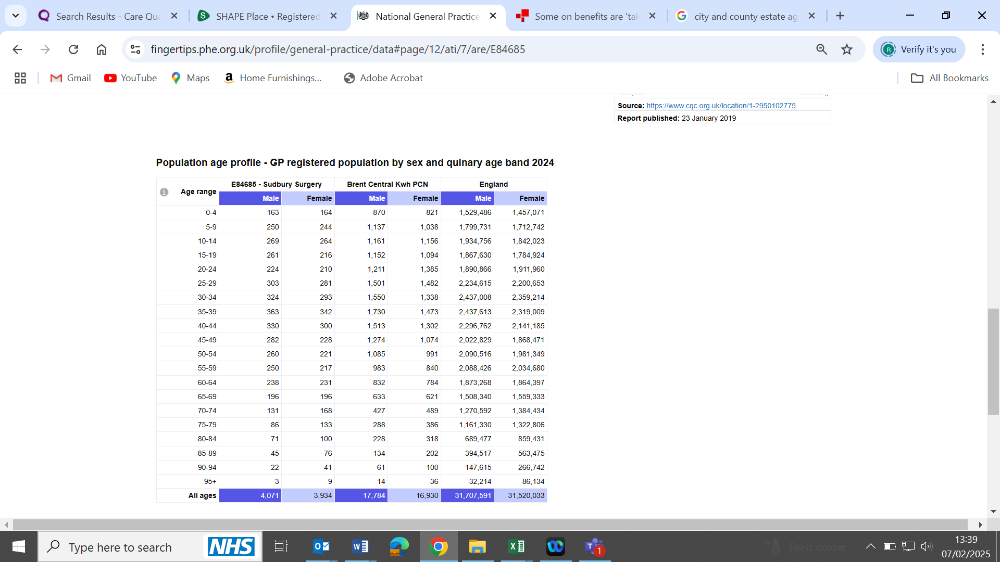 Search Results - Care Qua
SHAPE Place • Registered
National General Practice
Some on benefits are 'tak
city and county estate ag
fingertips.phe.org.uk/profile/general-practice/data#page/12/ati/7/are/E84685
R Verify it's you
Gmail YouTube Maps Home Furnishings... Adobe Acrobat All Bookmarks
Source: https://www.cqc.org.uk/location/1-2950102775
Report published: 23 January 2019
Population age profile - GP registered population by sex and quinary age band 2024
Age range E84685 - Sudbury Surgery Brent Central Kwh PCN England
Male Female Male Female Male Female
0-4 163 164 870 821 1,529,486 1,457,071
5-9 250 244 1,137 1,038 1,799,731 1,712,742
10-14 269 264 1,161 1,156 1,934,756 1,842,023
15-19 261 216 1,152 1,094 1,867,630 1,784,924
20-24 224 210 1,211 1,385 1,890,866 1,911,960
25-29 303 281 1,501 1,482 2,234,615 2,200,653
30-34 324 293 1,550 1,338 2,437,008 2,359,214
35-39 363 342 1,730 1,473 2,437,613 2,319,009
40-44 330 300 1,513 1,302 2,296,762 2,141,185
45-49 282 228 1,274 1,074 2,022,829 1,868,471
50-54 260 221 1,085 991 2,090,516 1,981,349
55-59 250 217 983 840 2,088,426 2,034,680
60-64 238 231 832 784 1,873,268 1,864,397
65-69 196 196 633 621 1,508,340 1,559,333
70-74 131 168 427 489 1,270,592 1,384,434
75-79 86 133 288 386 1,161,330 1,322,806
80-84 71 100 228 318 689,477 859,431
85-89 45 76 134 202 394,517 563,475
90-94 22 41 61 100 147,615 266,742
95+ 3 9 14 36 32,214 86,134
All ages 4,071 3,934 17,784 16,930 31,707,591 31,520,033
Type here to search
NHS
1
Feels colder
13:39
07/02/2025